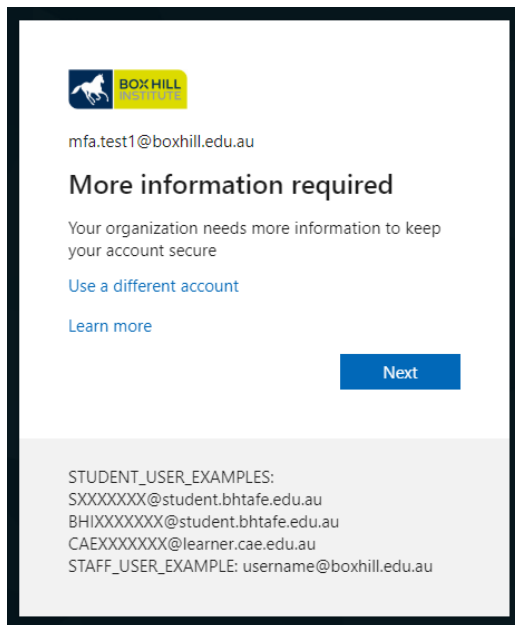 BOX HILL
INSTITUTE
mfa.test1@boxhill.edu.au
More information required
Your organization needs more information to keep
your account secure
Use a different account
Learn more
Next
STUDENT_USER_EXAMPLES:
SXXXXXXX@student.bhtafe.edu.au
BHIXXXXXXX@student.bhtafe.edu.au
CAEXXXXXXX@learner.cae.edu.au
STAFF_USER_EXAMPLE: username@boxhill.edu.au